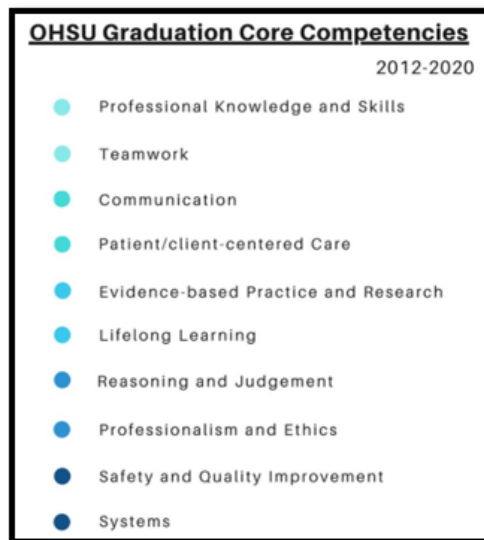 OHSU Graduation Core Competencies
2012-2020
Professional Knowledge and Skills
Teamwork
Communication
Patient/client-centered Care
Evidence-based Practice and Research
Lifelong Learning
Reasoning and Judgement
Professionalism and Ethics
Safety and Quality Improvement
Systems